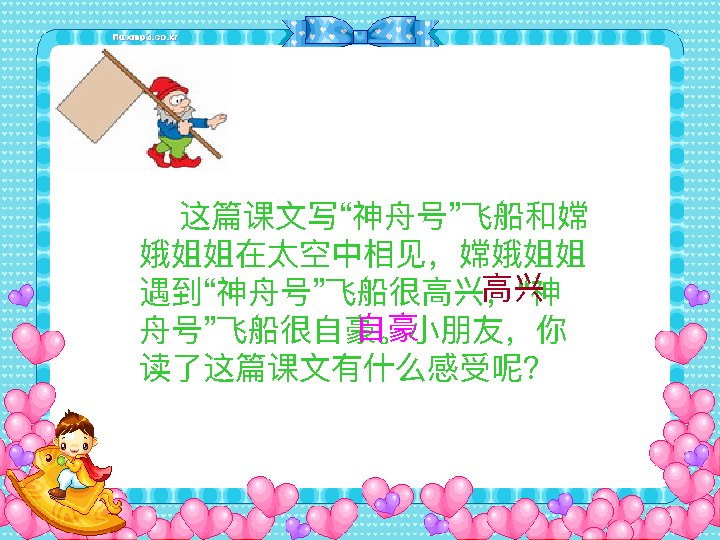 naxmp3.co.kr
这篇课文写“神舟号”飞船和嫦
娥姐姐在太空中相见，嫦娥姐姐
遇到“神舟号”飞船很高兴，“神
高兴
舟号”飞船很自豪。小朋友，你
自豪
读了这篇课文有什么感受呢？